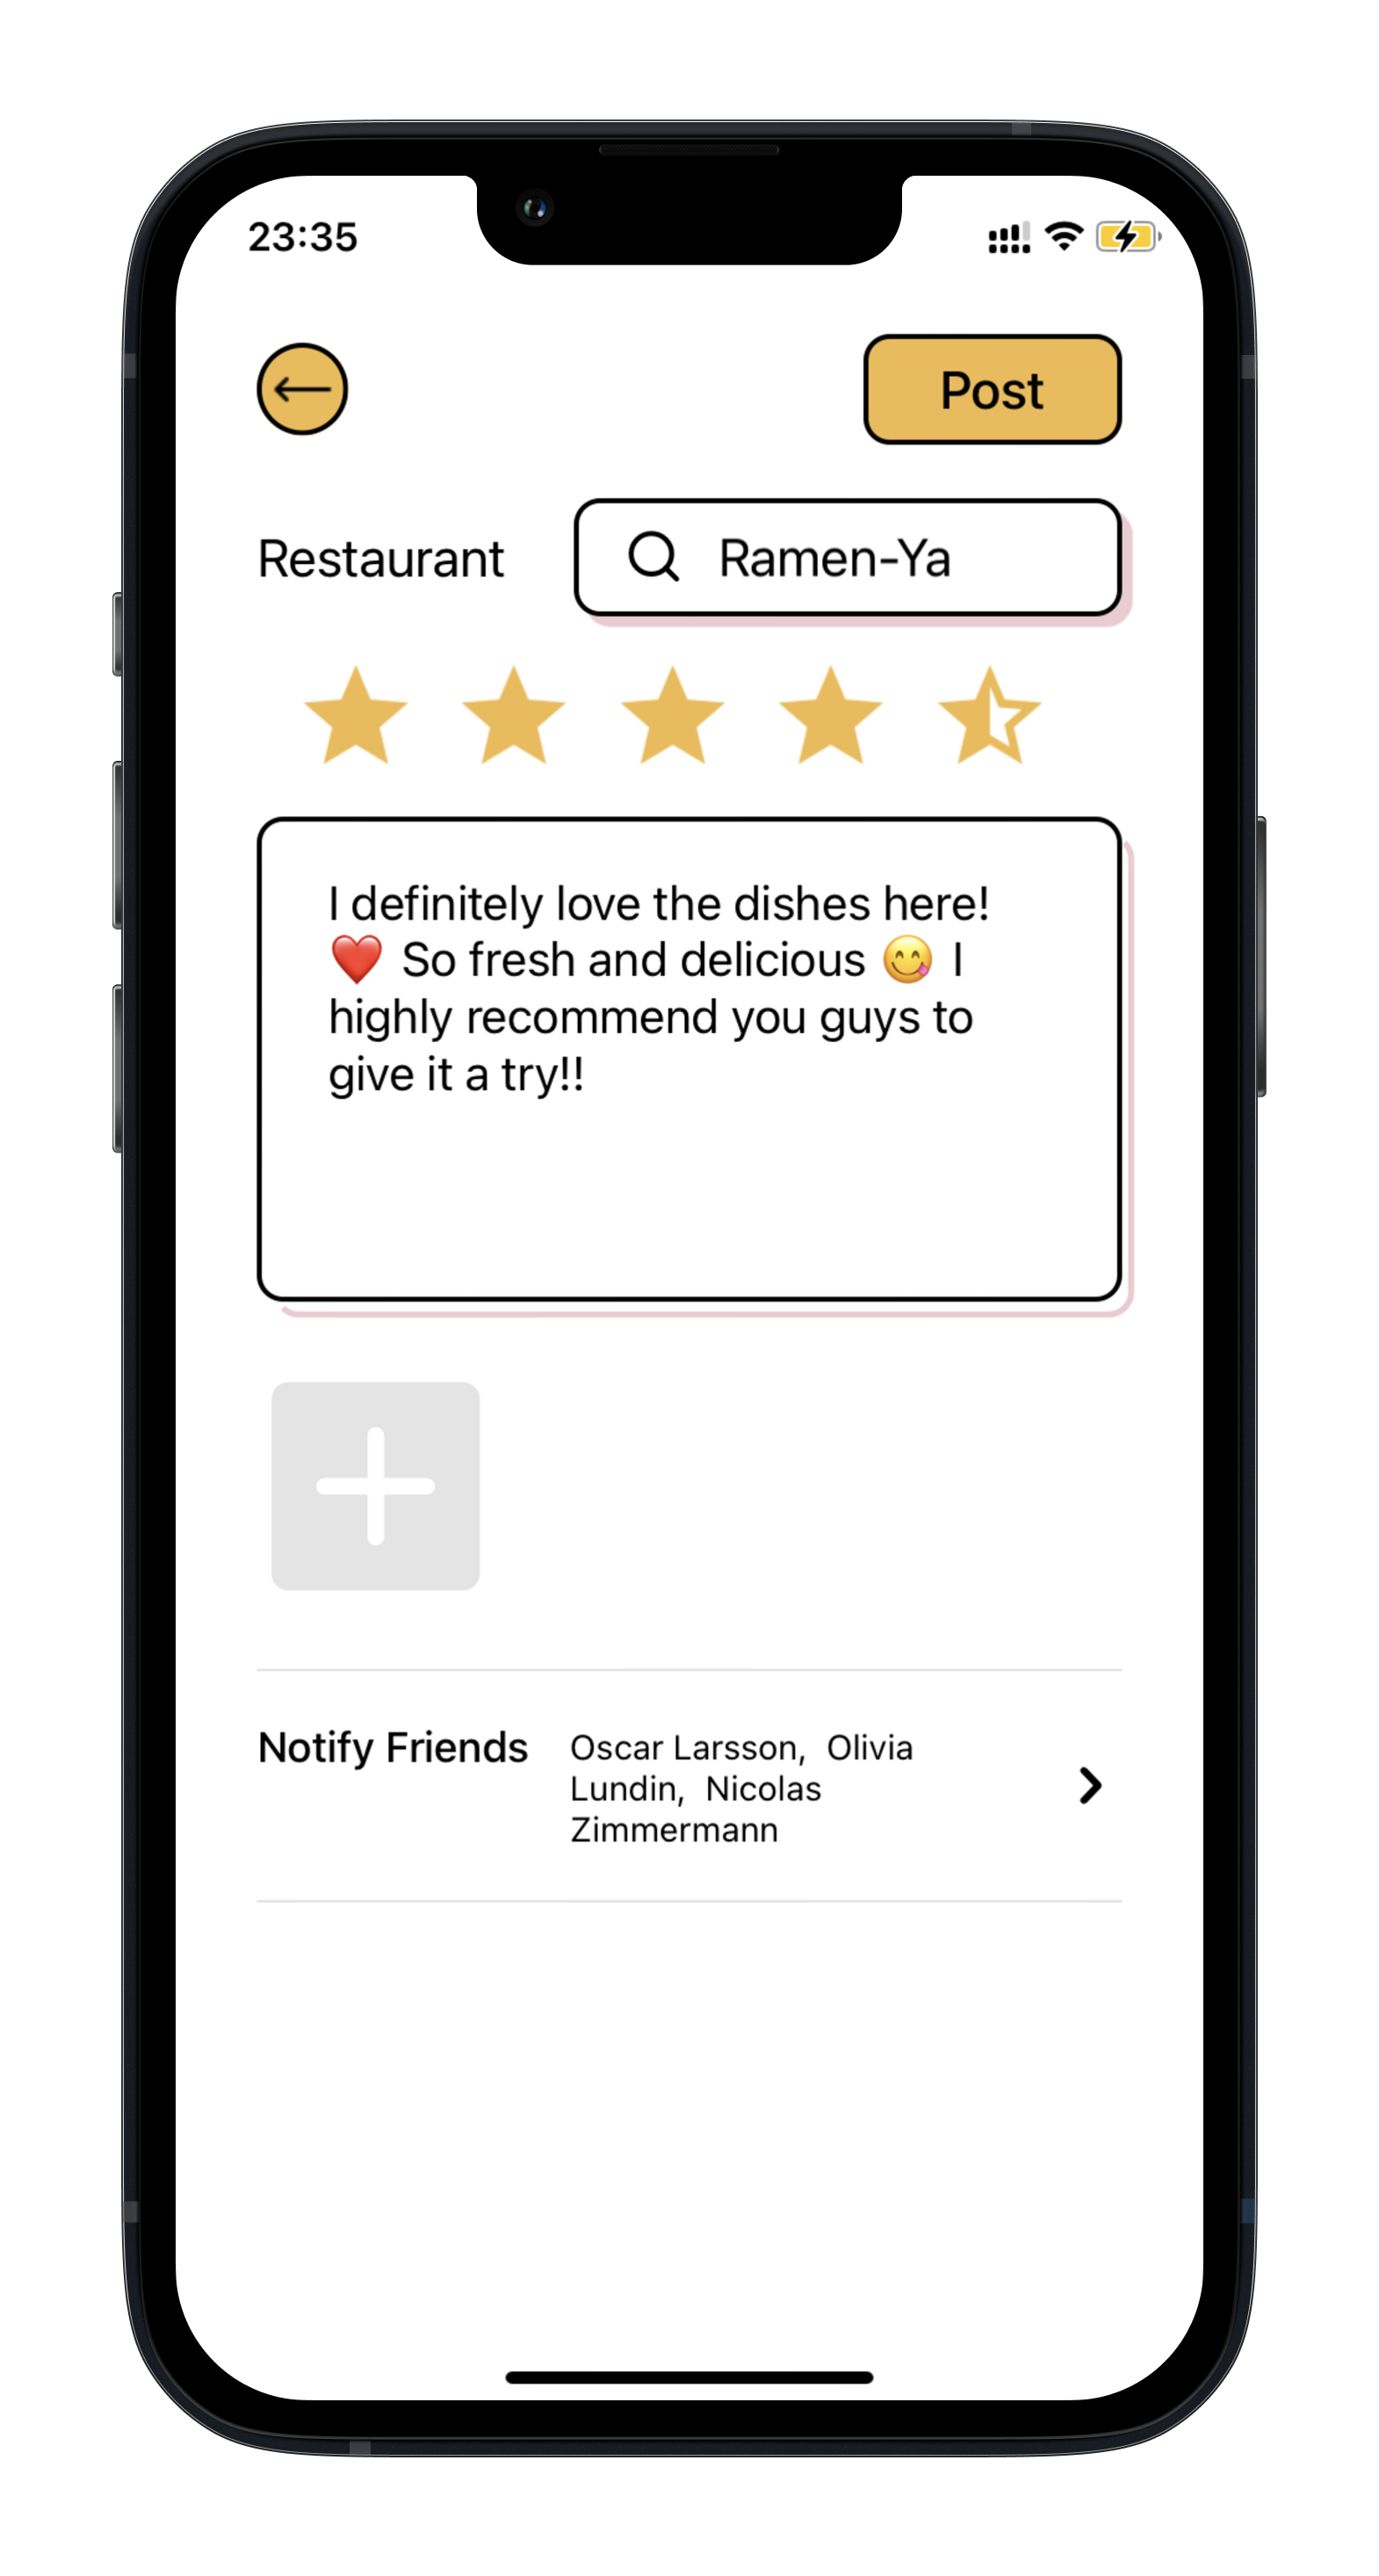 23:35
Post
Restaurant
Ramen-Ya
I definitely love the dishes here!
❤️ So fresh and delicious 😋 I
highly recommend you guys to
give it a try!!
Notify Friends
Oscar Larsson, Olivia
Lundin, Nicolas
Zimmermann